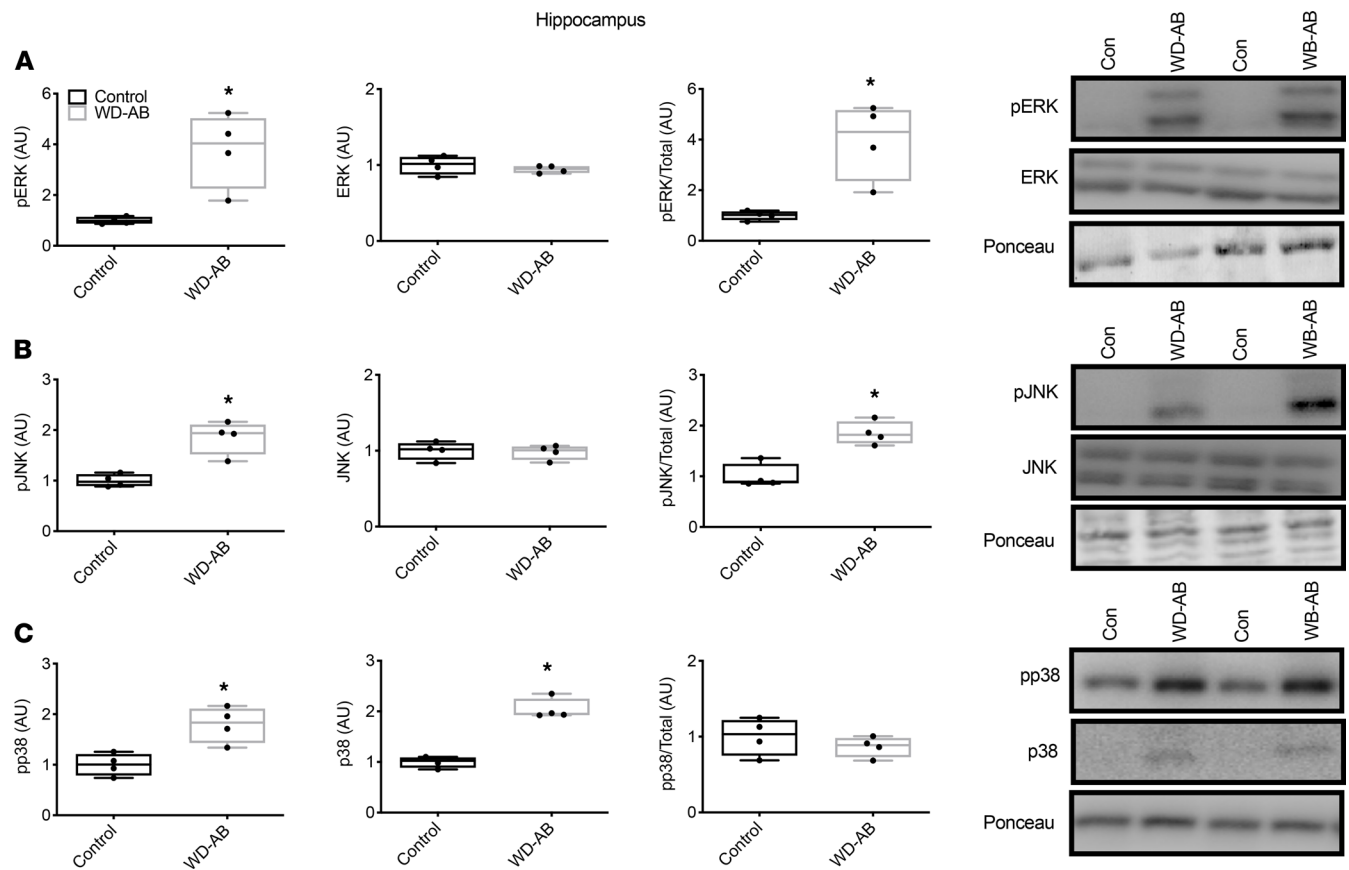 Hippocampus
A
Control
WD-AB
pERK (AU)
6
4
2
0
*
Control
WD-AB
ERK (AU)
2
1
0
Control
WD-AB
pERK/Total (AU)
6
4
2
0
*
Control
WD-AB
Con
WD-AB
Con
WB-AB
pERK
ERK
Ponceau
B
pJNK (AU)
3
2
1
0
*
Control
WD-AB
JNK (AU)
2
1
0
Control
WD-AB
pJNK/Total (AU)
3
2
1
0
*
Control
WD-AB
Con
WD-AB
Con
WB-AB
pJNK
JNK
Ponceau
C
pp38 (AU)
3
2
1
0
*
Control
WD-AB
p38 (AU)
3
2
1
0
*
Control
WD-AB
pp38/Total (AU)
2
1
0
Control
WD-AB
Con
WD-AB
Con
WB-AB
pp38
p38
Ponceau